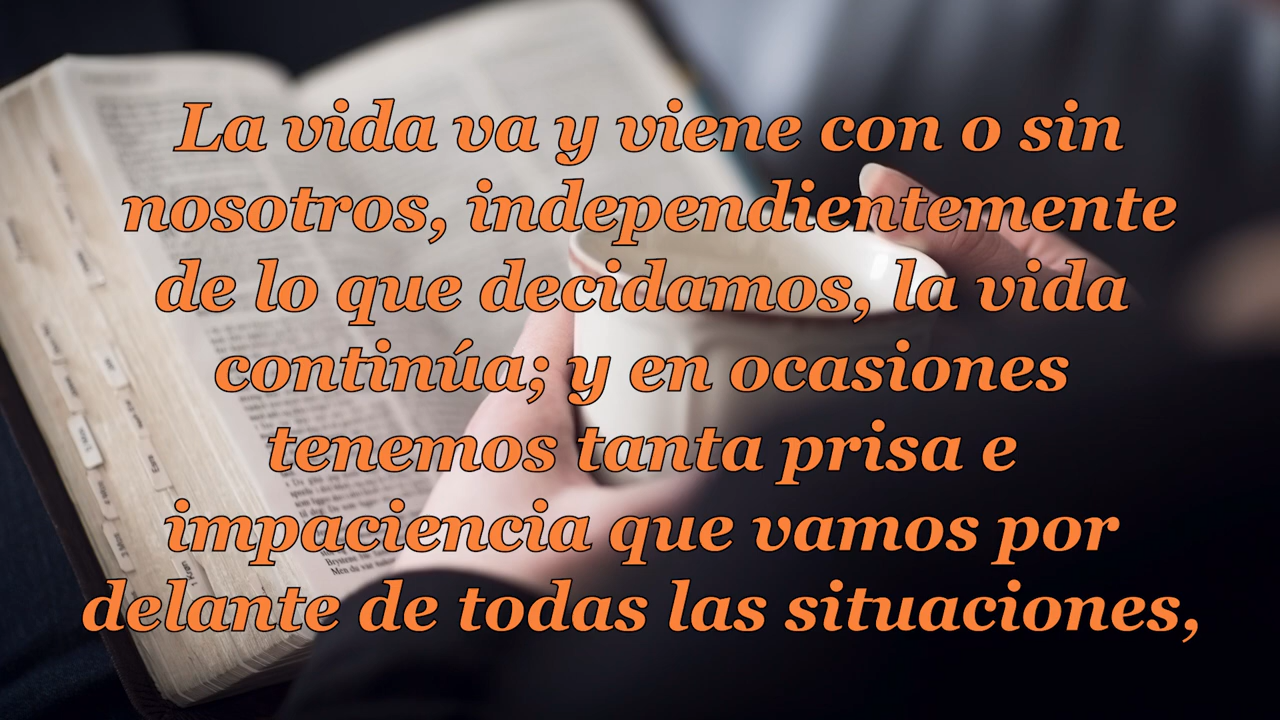 La vida va y viene con o sin
nosotros, independientemente
de lo que decidamos, la vida
continúa; y en ocasiones
tenemos tanta prisa e
impaciencia que vamos por
delante de todas las situaciones,